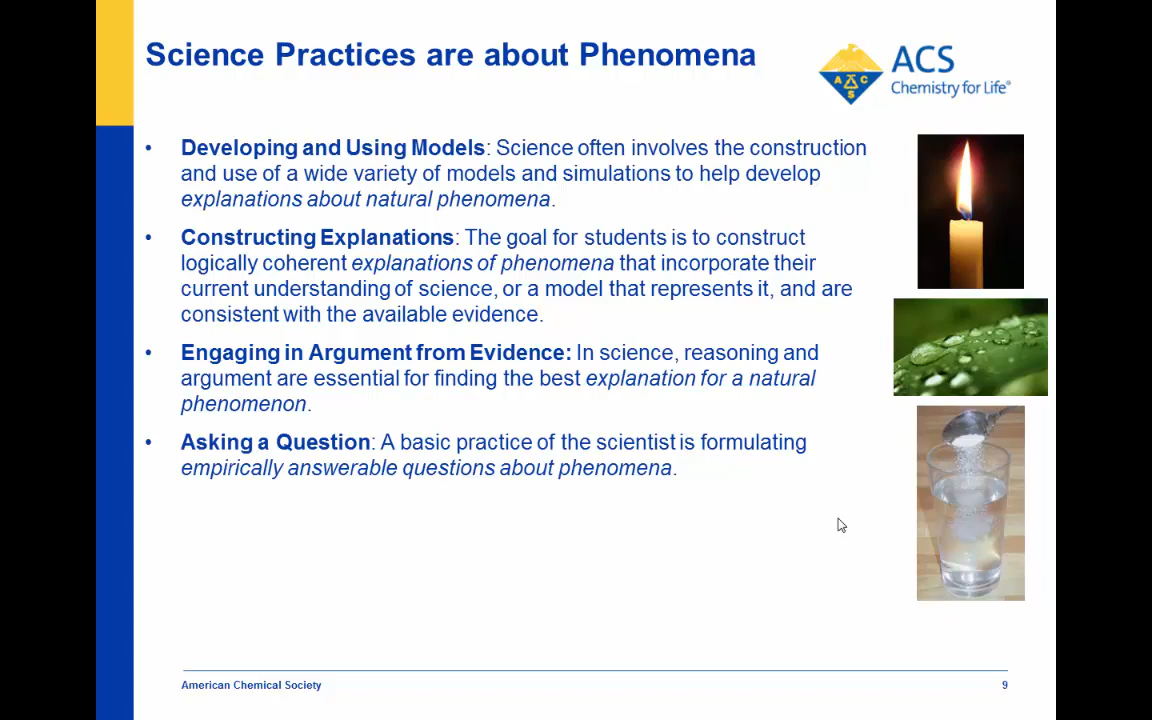 Science Practices are about Phenomena
ACS
Chemistry for Life®
A C S
• Developing and Using Models: Science often involves the construction
and use of a wide variety of models and simulations to help develop
explanations about natural phenomena.
• Constructing Explanations: The goal for students is to construct
logically coherent explanations of phenomena that incorporate their
current understanding of science, or a model that represents it, and are
consistent with the available evidence.
• Engaging in Argument from Evidence: In science, reasoning and
argument are essential for finding the best explanation for a natural
phenomenon.
• Asking a Question: A basic practice of the scientist is formulating
empirically answerable questions about phenomena.
American Chemical Society
9